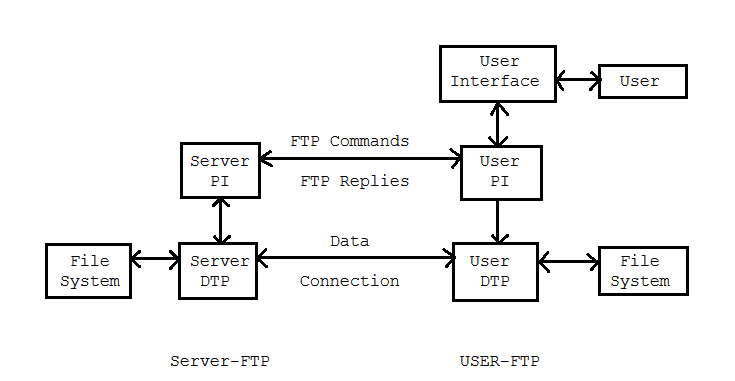 User
Interface
User
FTP Commands
Server
PI
User
PI
FTP Replies
Data
File
System
Server
DTP
User
DTP
File
System
Connection
Server-FTP
USER-FTP